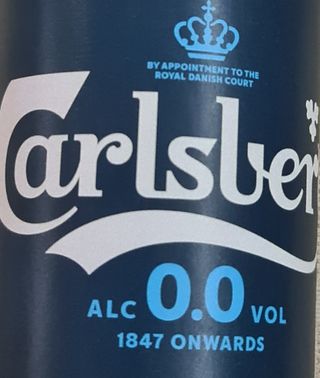 BY APPOINTMENT TO THE
ROYAL DANISH COURT
Carlsber
ALC 0.0 VOL
1847 ONWARDS